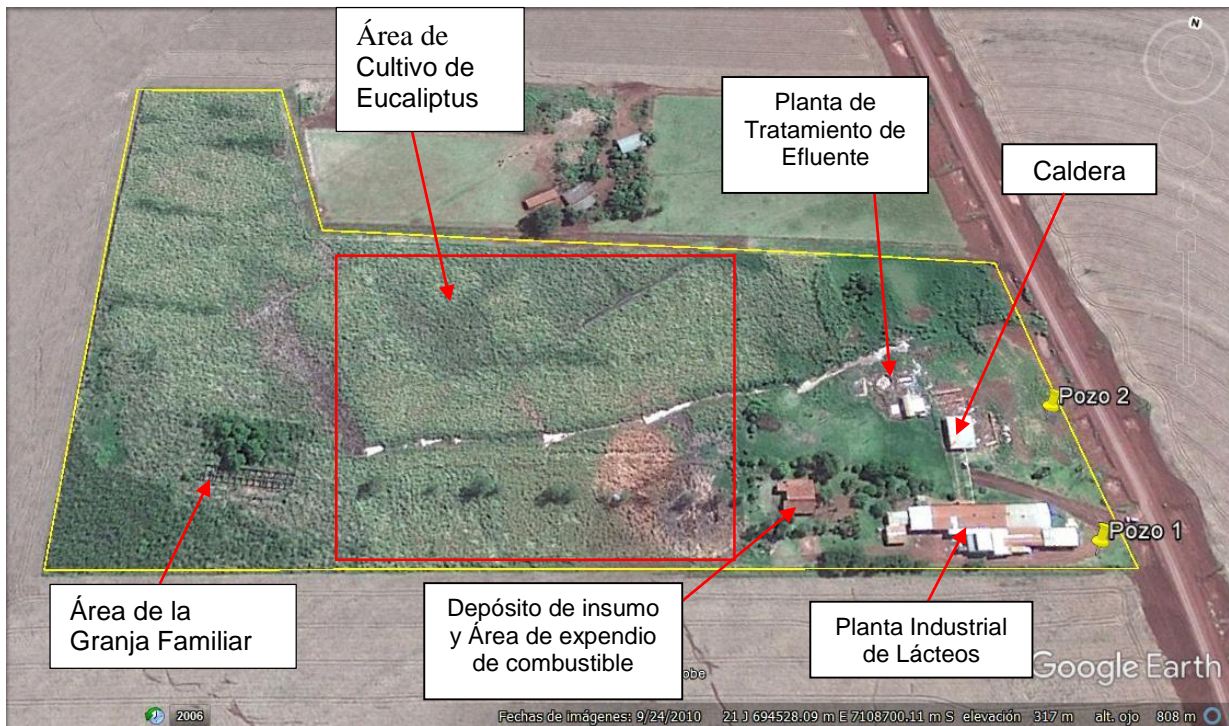 N
Área de
Cultivo de
Eucaliptus
Planta de
Tratamiento de
Efluente
Caldera
Pozo 2
Pozo 1
Área de la
Granja Familiar
Depósito de insumo
y Área de expendio
de combustible
Planta Industrial
de Lácteos
obe
Google Earth
2006
Fechas de imágenes: 9/24/2010 21 J 694528.09 m E 7108700.11 m S elevación 317 m alt. ojo 808 m